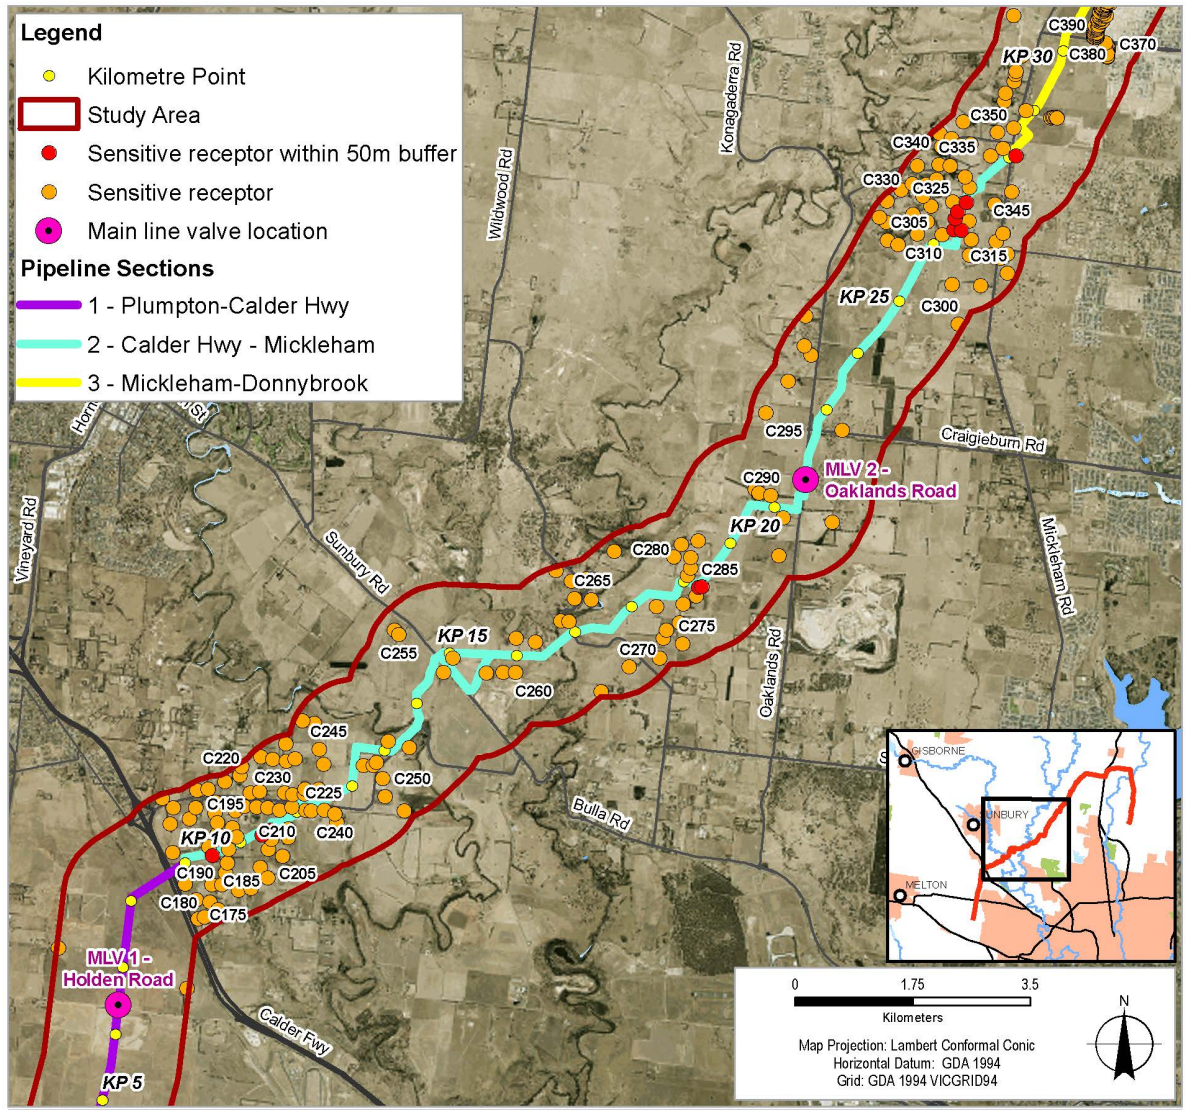 Legend
Kilometre Point
Study Area
Sensitive receptor within 50m buffer
Sensitive receptor
Main line valve location
Pipeline Sections
1 - Plumpton-Calder Hwy
2 - Calder Hwy - Mickleham
3 - Mickleham-Donnybrook
C390
C370
KP 30
C380
Konagaderra Rd
C350
C340
C335
Wildwood Rd
C330
C325
C345
C305
C310
C315
KP 25
C300
St
C295
Craigieburn Rd
C290
MLV 2 -
Oaklands Road
Vineyard Rd
KP 20
Mickleham Rd
Sunbury Rd
C280
C285
C265
C275
KP 15
C255
C270
Oaklands Rd
C260
C245
C220
C230
C250
C225
C195
Bulla Rd
KP 10
C210
C240
C190
C185
C205
C180
C175
MLV 1 -
Holden Road
Calder Fwy
KP 5
GISBORNE
UNBURY
MELTON
0
1.75
3.5
Kilometers
N
Map Projection: Lambert Conformal Conic
Horizontal Datum: GDA 1994
Grid: GDA 1994 VICGRID94